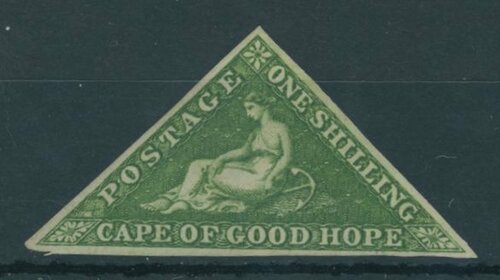 POSTAGE
ONE SHILLING
CAPE OF GOOD HOPE